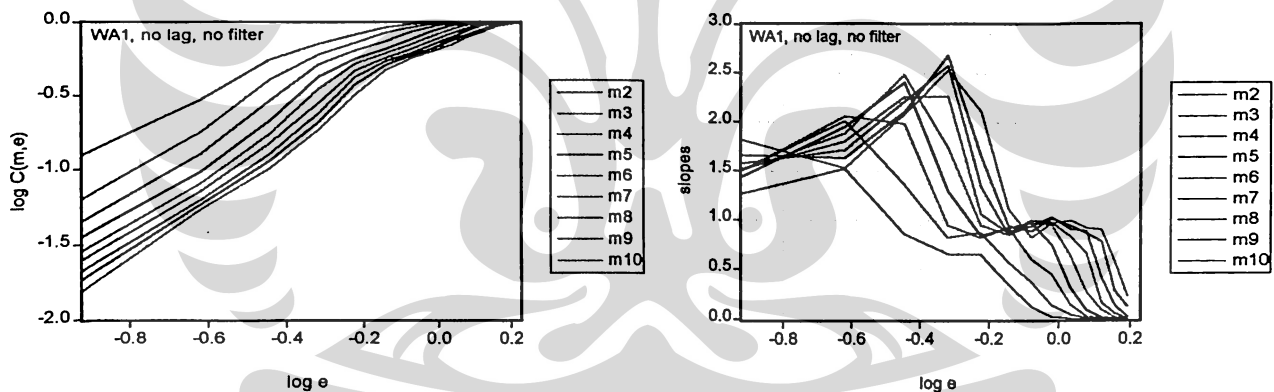 WA1, no lag, no filter
log C(m,e)
0.0
-0.5
-1.0
-1.5
-2.0
-0.8 -0.6 -0.4 -0.2 0.0 0.2
log e
m2
m3
m4
m5
m6
m7
m8
m9
m10
WA1, no lag, no filter
slopes
3.0
2.5
2.0
1.5
1.0
0.5
0.0
-0.8 -0.6 -0.4 -0.2 0.0 0.2
log e
m2
m3
m4
m5
m6
m7
m8
m9
m10